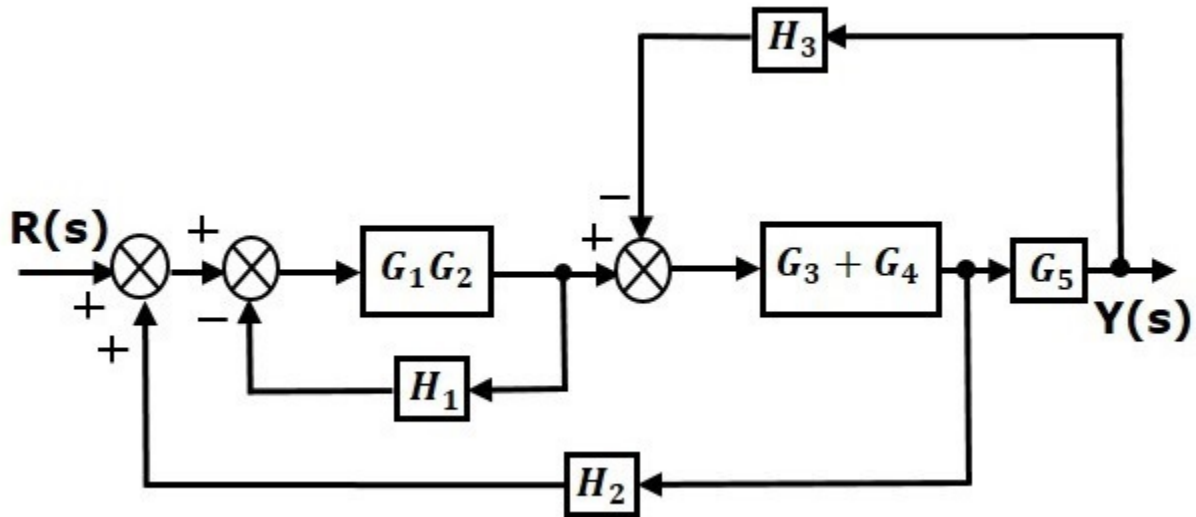 H₃
−
R(s)
+
+
G₁G₂
G₃ + G₄
G₅
+
−
Y(s)
+
H₁
H₂